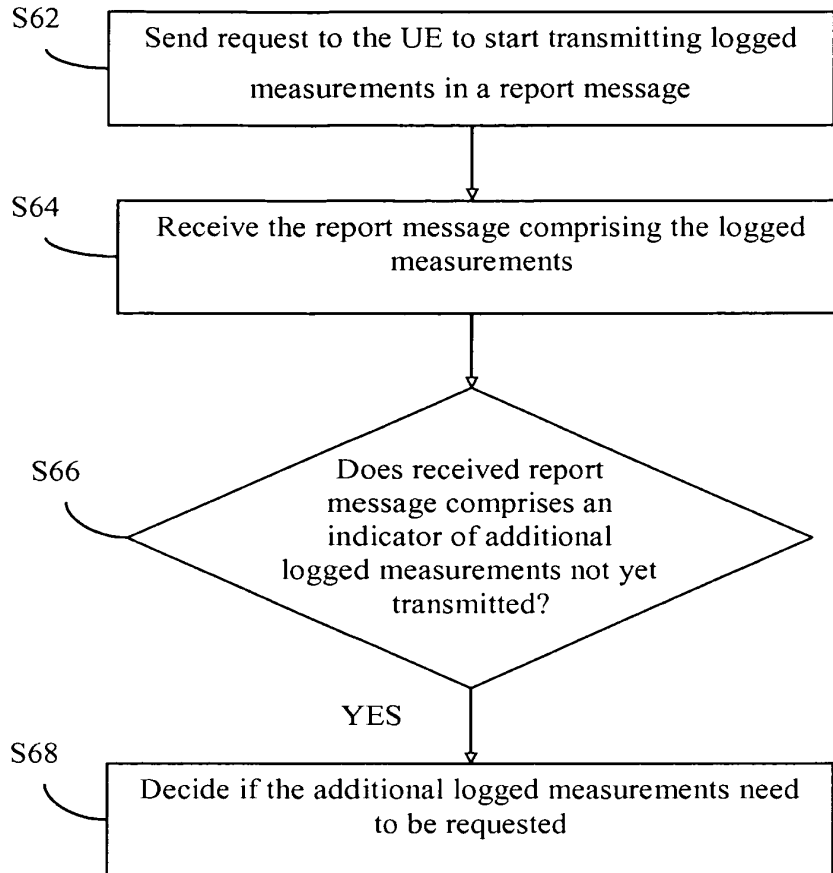 S62
Send request to the UE to start transmitting logged
measurements in a report message
S64
Receive the report message comprising the logged
measurements
S66
Does received report
message comprises an
indicator of additional
logged measurements not yet
transmitted?
YES
S68
Decide if the additional logged measurements need
to be requested